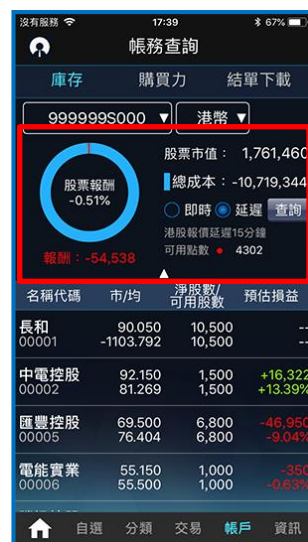 沒有服務 17:39 67%
帳務查詢
庫存 購買力 結單下載
999999S000 ▼ 港幣 ▼
股票市值： 1,761,460
總成本：-10,719,344
股票報酬
-0.51%
即時 延遲 查詢
港股報價延遲15分鐘
可用點數 4302
報酬：-54,538
名稱代碼 市/均 淨股數/可用股數 預估損益
長和 90.050 10,500 --
00001 -1103.792 10,500 --
中電控股 92.150 1,500 +16,322
00002 81.269 1,500 +13.39%
匯豐控股 69.500 6,800 -46,950
00005 76.404 6,800 -9.04%
電能實業 55.150 1,000 -350
00006 55.500 1,000 -0.63%
自選 分類 交易 帳戶 資訊